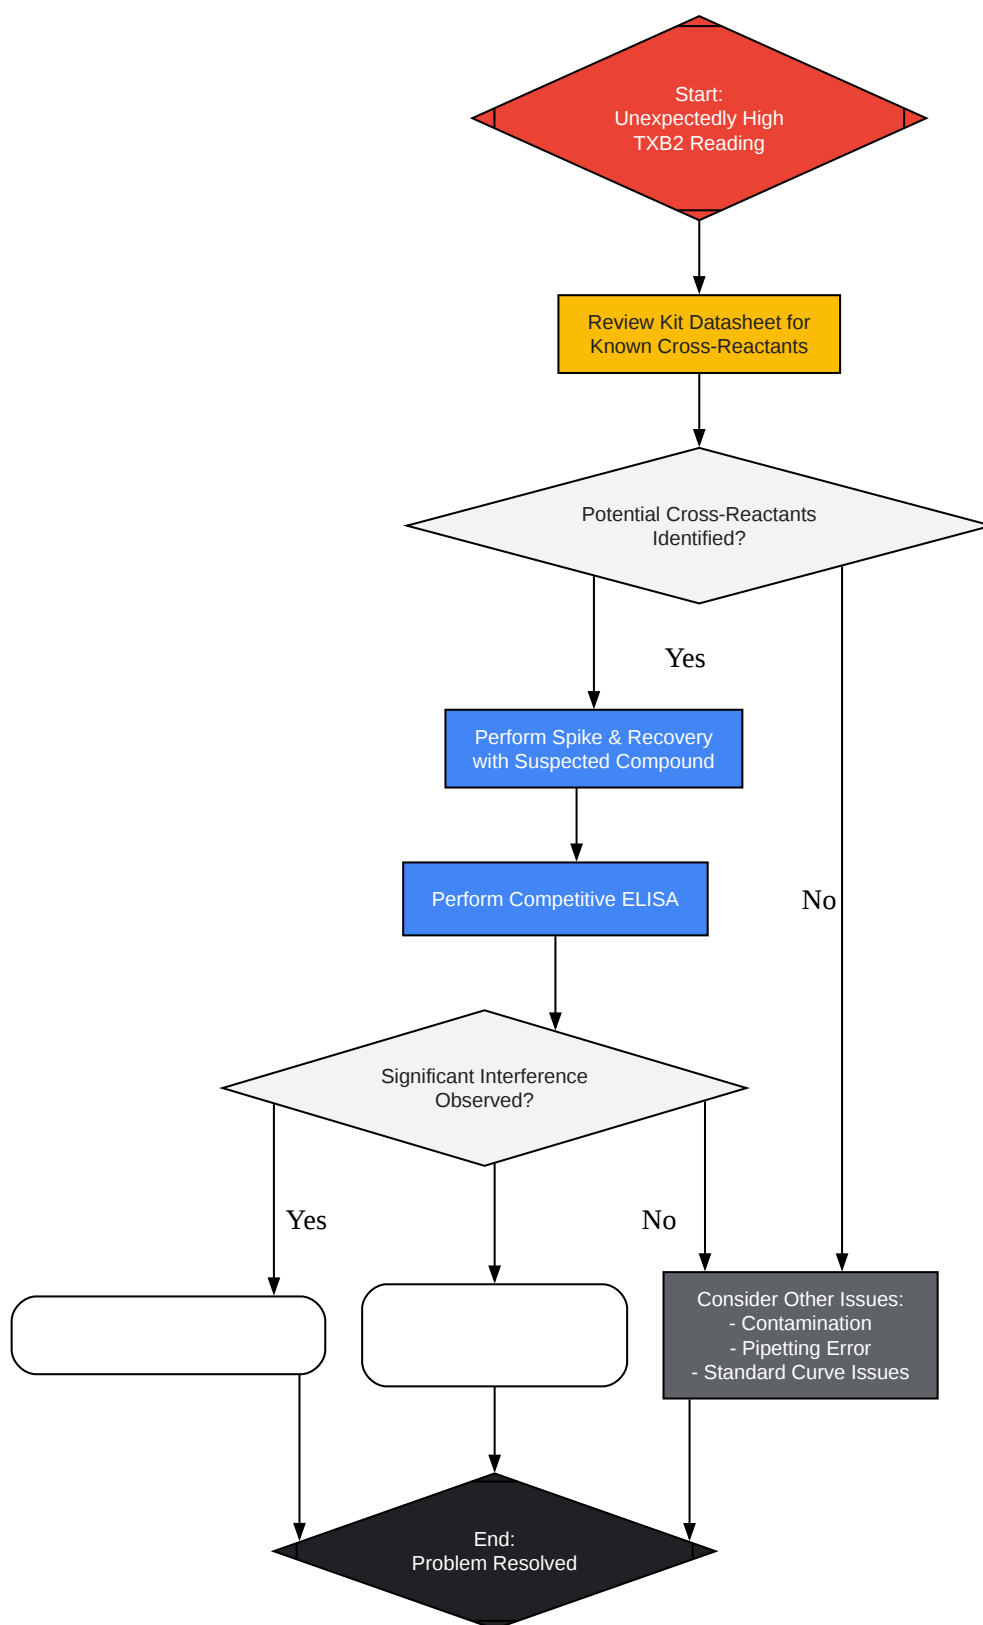 Start:
Unexpectedly High
TXB2 Reading
Review Kit Datasheet for
Known Cross-Reactants
Potential Cross-Reactants
Identified?
Yes
Perform Spike & Recovery
with Suspected Compound
Perform Competitive ELISA
No
Significant Interference
Observed?
Yes
No
Consider Other Issues:
- Contamination
- Pipetting Error
- Standard Curve Issues
End:
Problem Resolved